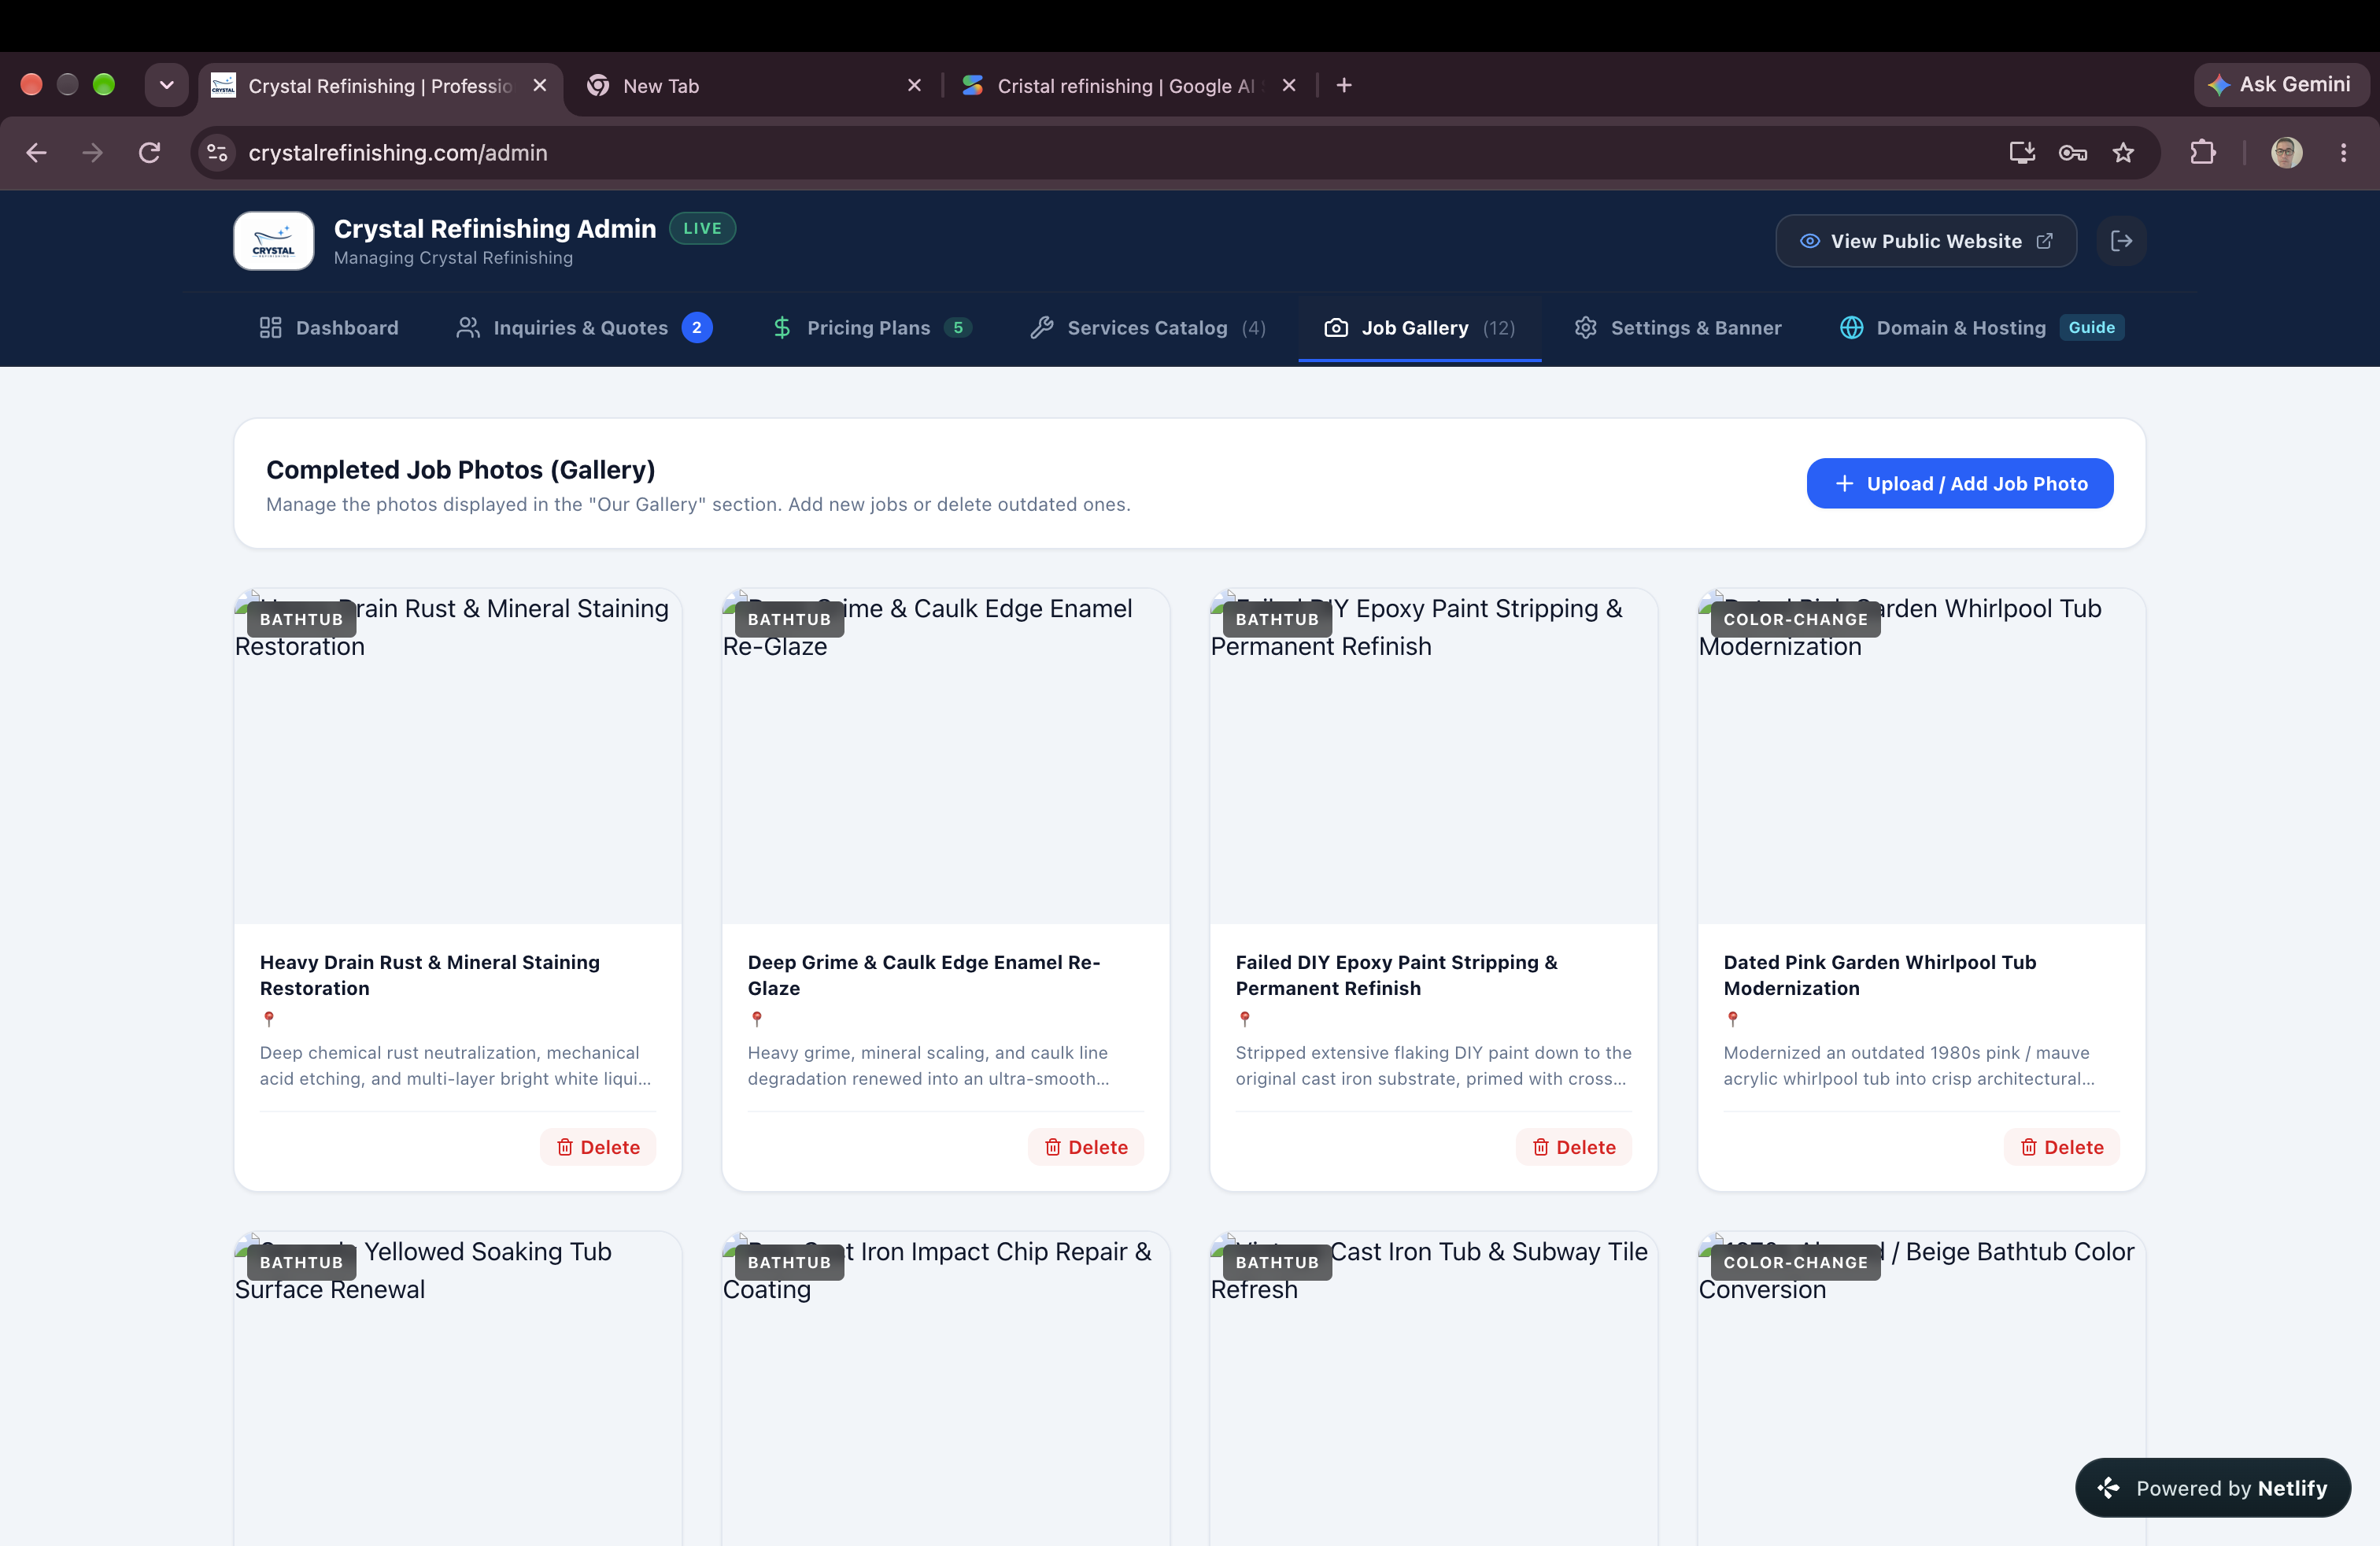 Crystal Refinishing | Professio
New Tab
Cristal refinishing | Google AI
Ask Gemini
crystalrefinishing.com/admin
CRYSTAL
Crystal Refinishing Admin
LIVE
Managing Crystal Refinishing
View Public Website
Dashboard
Inquiries & Quotes 2
Pricing Plans 5
Services Catalog (4)
Job Gallery (12)
Settings & Banner
Domain & Hosting Guide
Completed Job Photos (Gallery)
Manage the photos displayed in the "Our Gallery" section. Add new jobs or delete outdated ones.
+ Upload / Add Job Photo
BATHTUB
Drain Rust & Mineral Staining
Restoration
Heavy Drain Rust & Mineral Staining
Restoration
Deep chemical rust neutralization, mechanical
acid etching, and multi-layer bright white liqui...
Delete
BATHTUB
& Caulk Edge Enamel
Re-Glaze
Deep Grime & Caulk Edge Enamel Re-
Glaze
Heavy grime, mineral scaling, and caulk line
degradation renewed into an ultra-smooth...
Delete
BATHTUB
Epoxy Paint Stripping &
Permanent Refinish
Failed DIY Epoxy Paint Stripping &
Permanent Refinish
Stripped extensive flaking DIY paint down to the
original cast iron substrate, primed with cross...
Delete
COLOR-CHANGE
Garden Whirlpool Tub
Modernization
Dated Pink Garden Whirlpool Tub
Modernization
Modernized an outdated 1980s pink / mauve
acrylic whirlpool tub into crisp architectural...
Delete
BATHTUB
Yellowed Soaking Tub
Surface Renewal
BATHTUB
Iron Impact Chip Repair &
Coating
BATHTUB
Cast Iron Tub & Subway Tile
Refresh
COLOR-CHANGE
/ Beige Bathtub Color
Conversion
Powered by Netlify